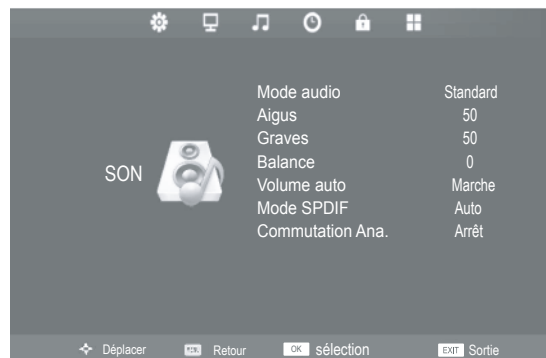 Mode audio Standard
Aigus 50
Graves 50
Balance 0
SON
Volume auto Marche
Mode SPDIF Auto
Commutation Ana. Arrêt
Déplacer Retour OK sélection EXIT Sortie